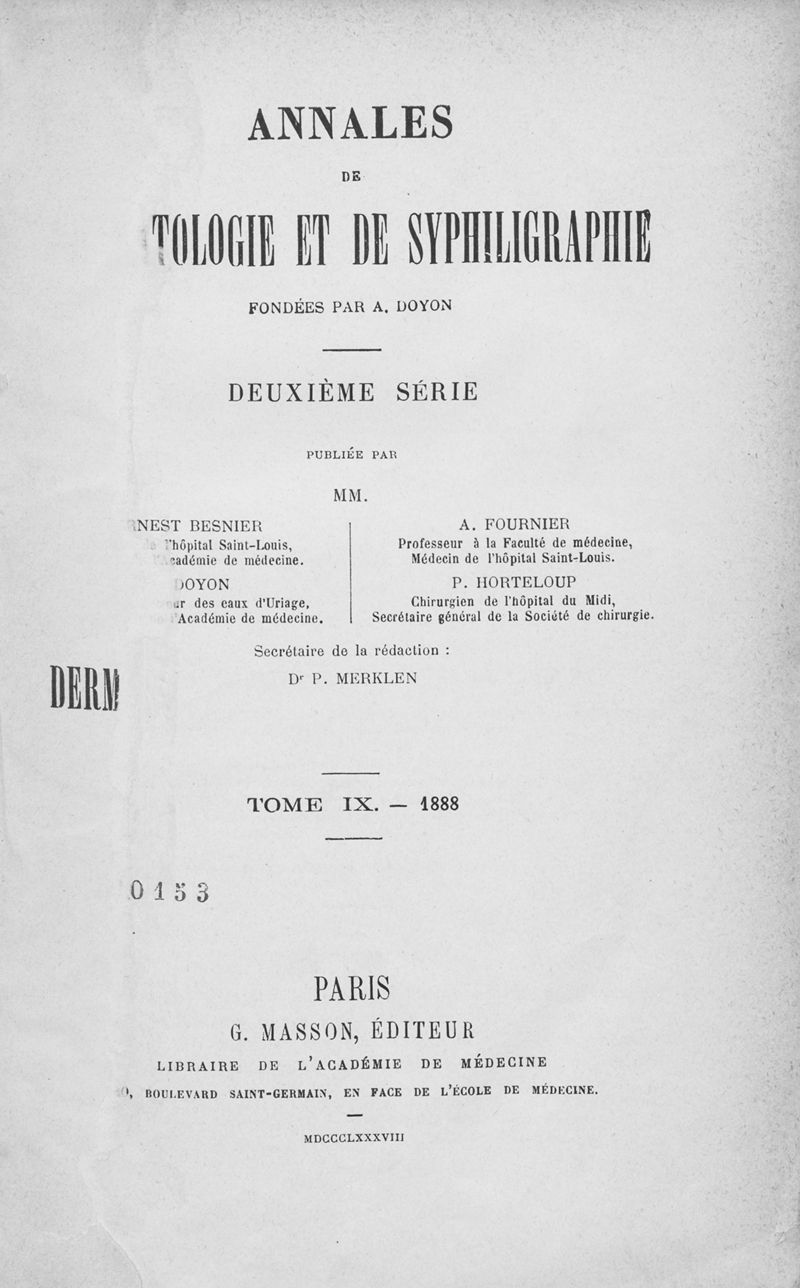 ANNALES
DE
TOLOGIE ET DE SYPHILIGRAPHIE
FONDÉES PAR A. DOYON
DEUXIÈME SÉRIE
PUBLIÉE PAR
MM.
NEST BESNIER
l'hôpital Saint-Louis,
adémie de médecine.
DOYON
ur des eaux d'Uriage,
l'Académie de médecine.
A. FOURNIER
Professeur à la Faculté de médecine,
Médecin de l'hôpital Saint-Louis.
P. HORTELOUP
Chirurgien de l'hôpital du Midi,
Secrétaire général de la Société de chirurgie.
Secrétaire de la rédaction :
Dr P. MERKLEN
DERM
TOME IX. — 1888
0153
PARIS
G. MASSON, ÉDITEUR
LIBRAIRE DE L'ACADÉMIE DE MÉDECINE
, BOULEVARD SAINT-GERMAIN, EN FACE DE L'ÉCOLE DE MÉDECINE.
MDCCCLXXXVIII